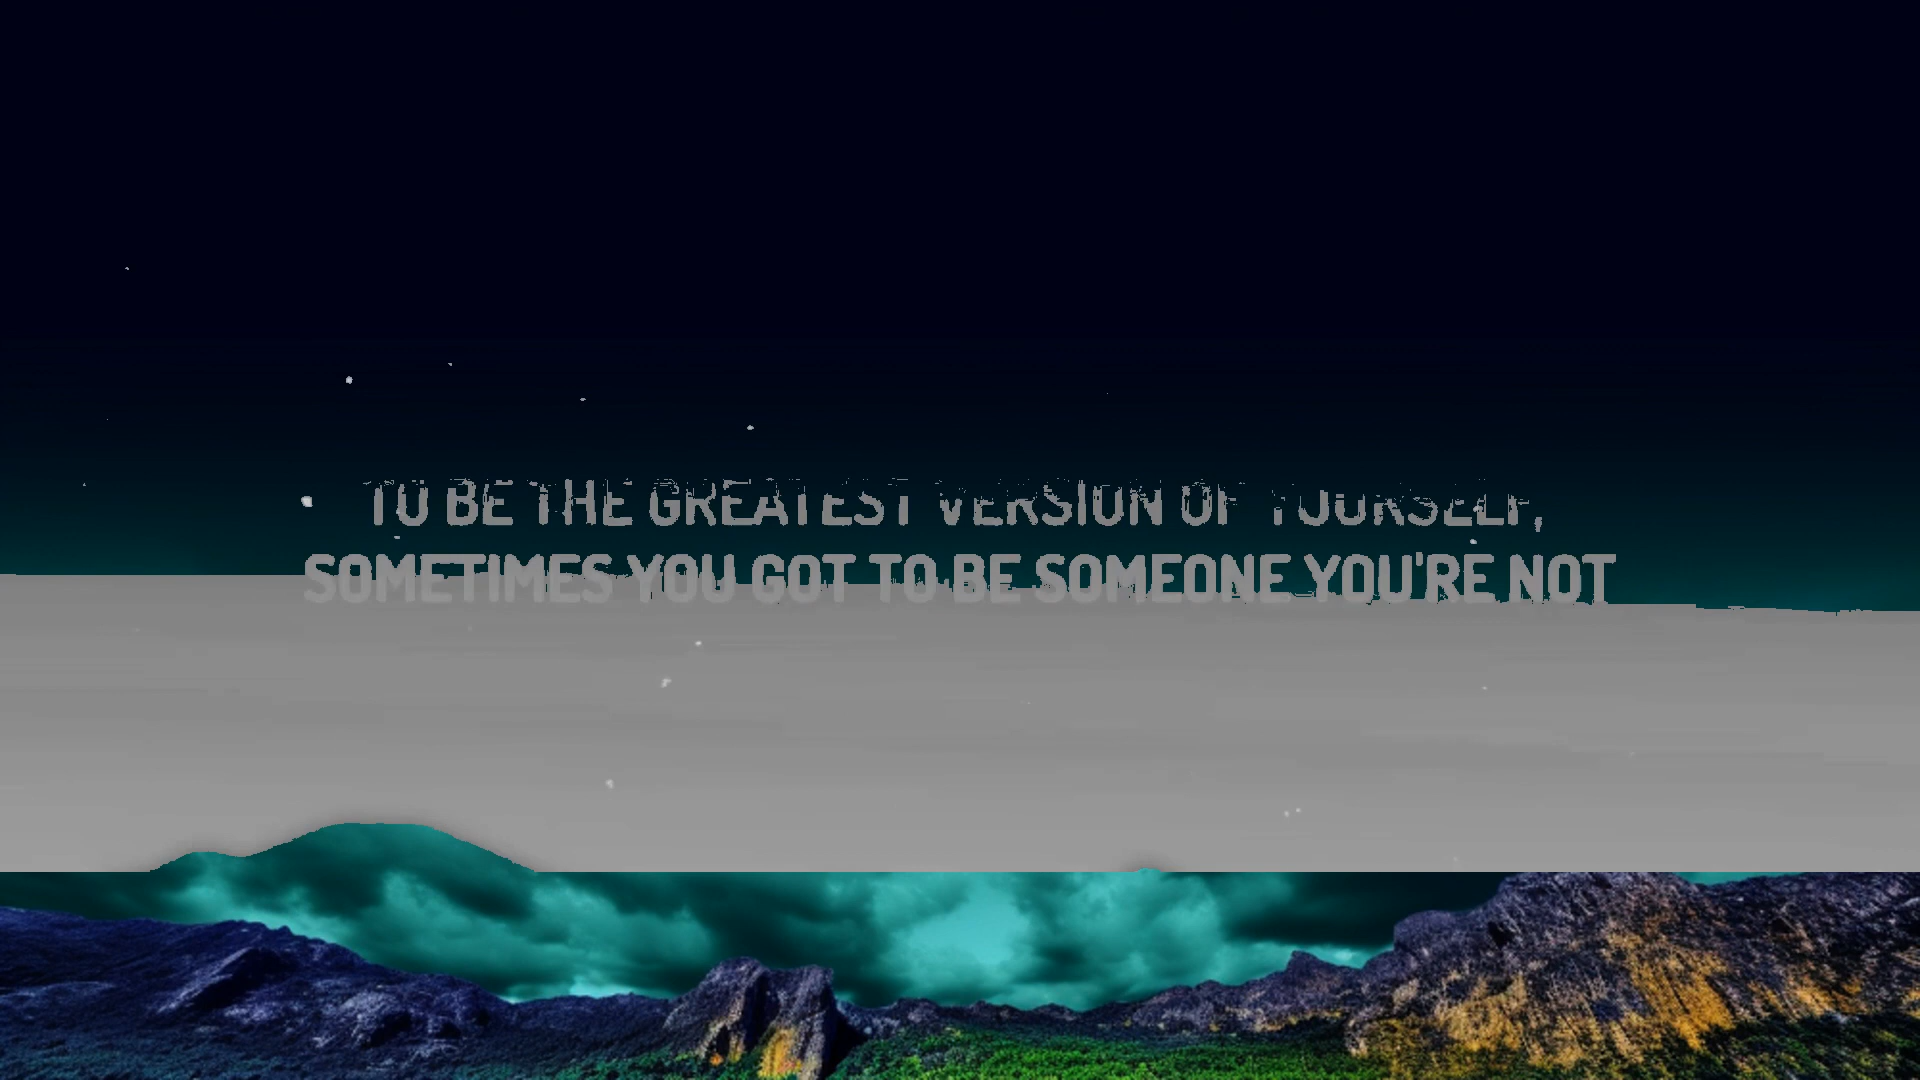 TO BE THE GREATEST VERSION OF YOURSELF,
SOMETIMES YOU GOT TO BE SOMEONE YOU'RE NOT